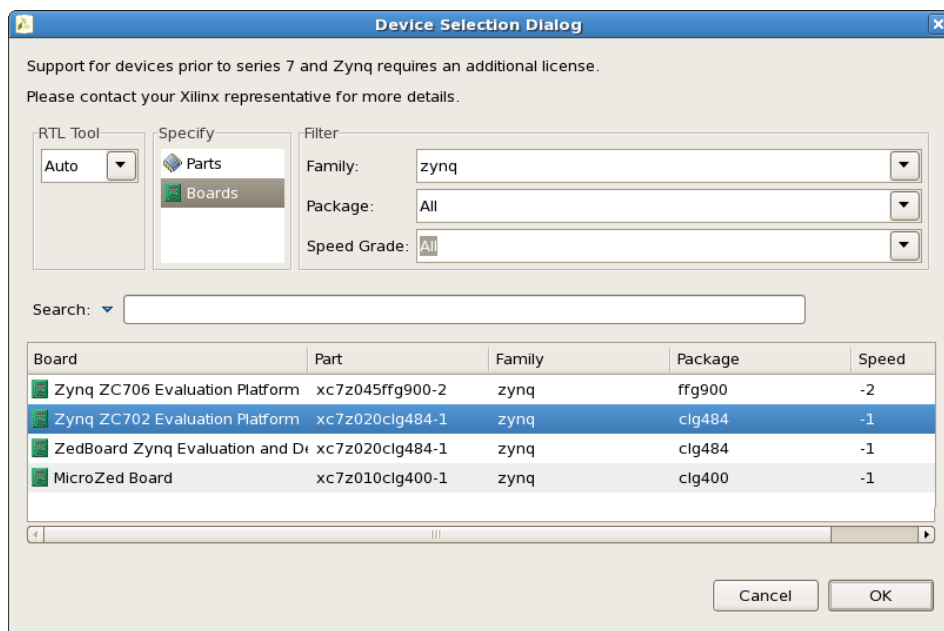 Device Selection Dialog
Support for devices prior to series 7 and Zynq requires an additional license.
Please contact your Xilinx representative for more details.
RTL Tool Specify Filter
Auto Parts Family: zynq
Boards
Package: All
Speed Grade: All
Search:
Board Part Family Package Speed
Zynq ZC706 Evaluation Platform xc7z045ffg900-2 zynq ffg900 -2
Zynq ZC702 Evaluation Platform xc7z020clg484-1 zynq clg484 -1
ZedBoard Zynq Evaluation and De xc7z020clg484-1 zynq clg484 -1
MicroZed Board xc7z010clg400-1 zynq clg400 -1
Cancel OK